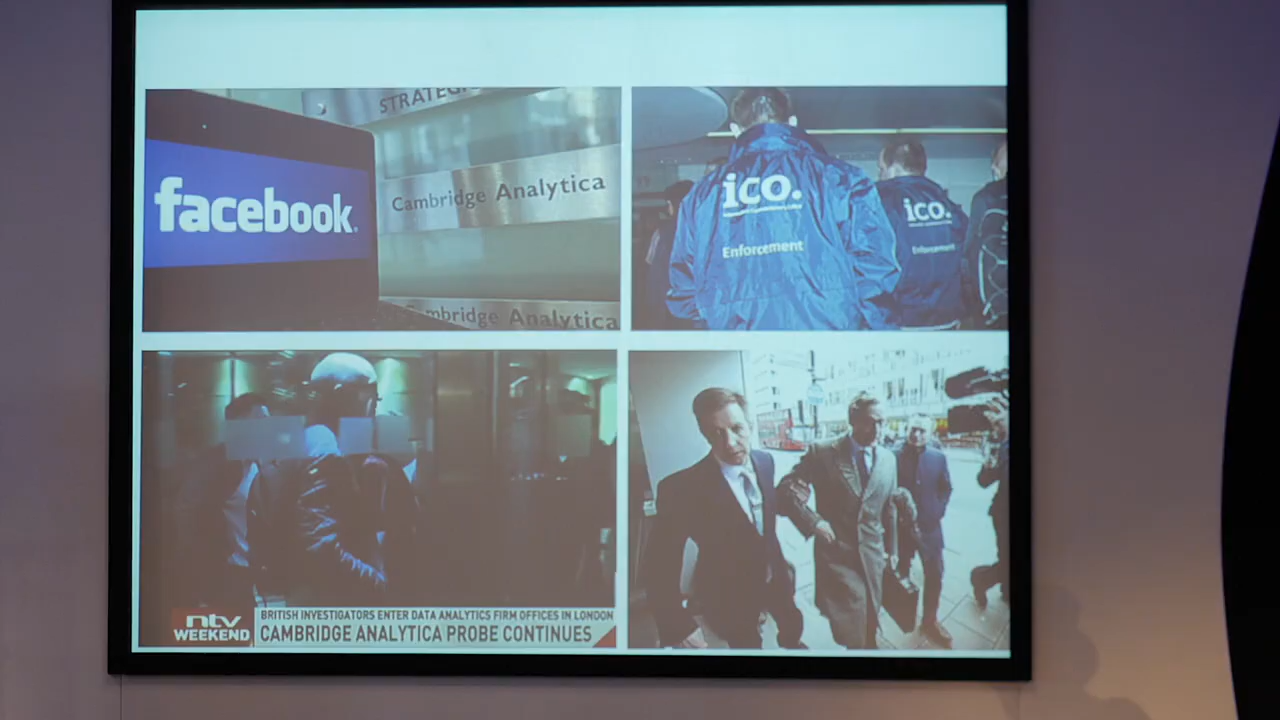 STRATEG
facebook.
Cambridge Analytica
mbridge Analytica
ico.
Enforcement
ico.
Enforcement
ntv
WEEKEND
BRITISH INVESTIGATORS ENTER DATA ANALYTICS FIRM OFFICES IN LONDON
CAMBRIDGE ANALYTICA PROBE CONTINUES